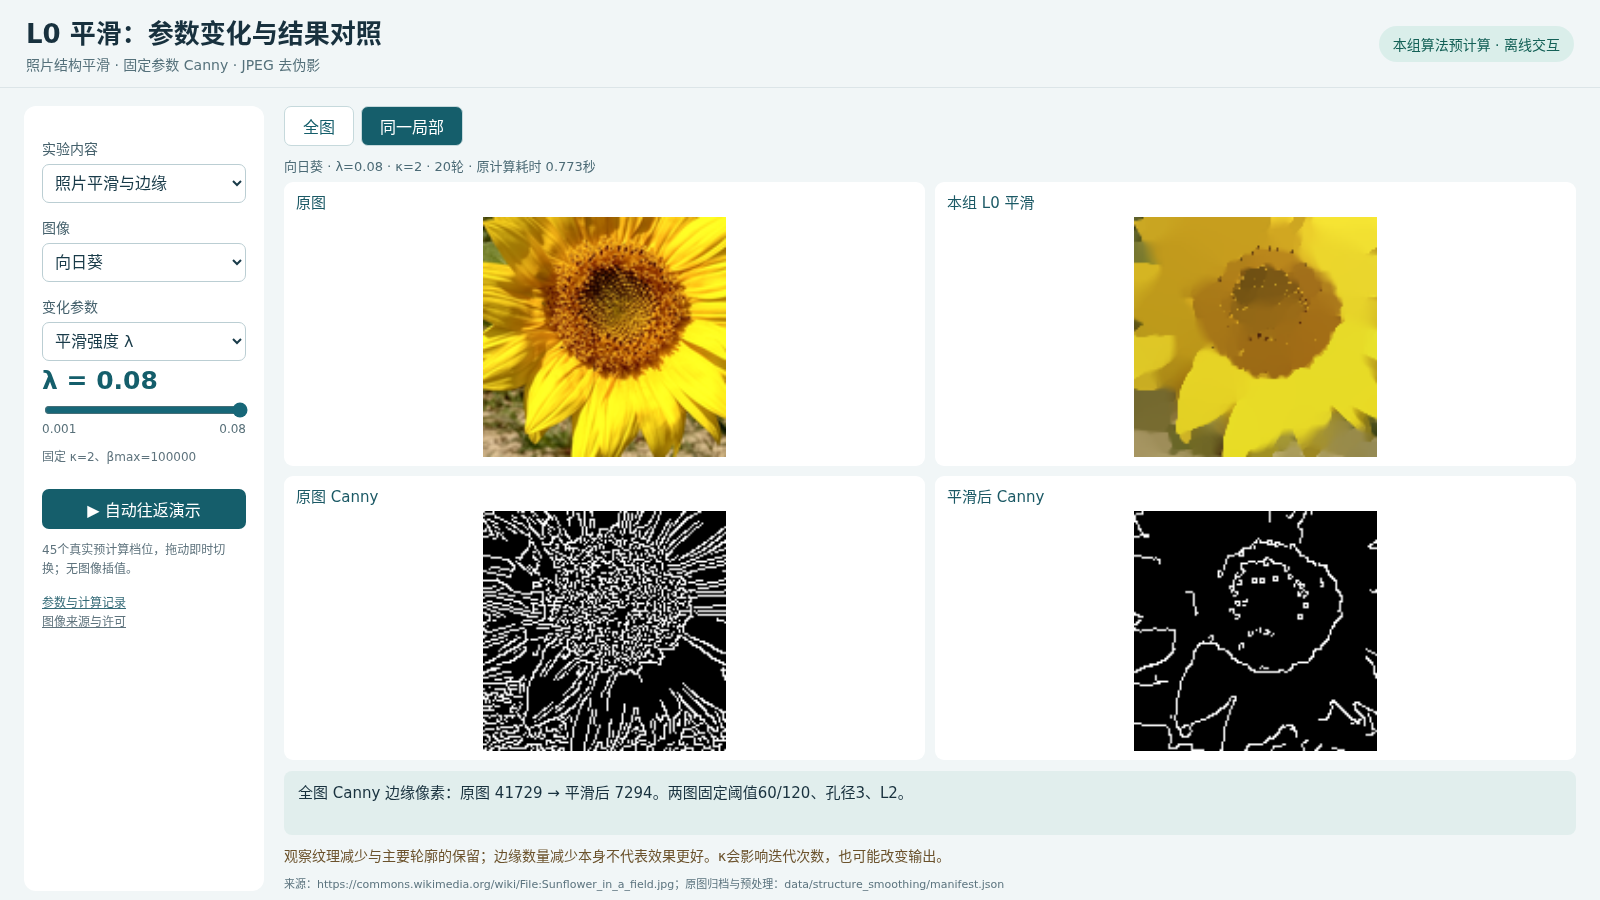 L0 平滑：参数变化与结果对照
照片结构平滑 · 固定参数 Canny · JPEG 去伪影
本组算法预计算 · 离线交互
实验内容
照片平滑与边缘
图像
向日葵
变化参数
平滑强度 λ
λ = 0.08
0.001 0.08
固定 κ=2、βmax=100000
▶ 自动往返演示
45个真实预计算档位，拖动即时切
换；无图像插值。
参数与计算记录
图像来源与许可
全图 同一局部
向日葵 · λ=0.08 · κ=2 · 20轮 · 原计算耗时 0.773秒
原图
本组 L0 平滑
原图 Canny
平滑后 Canny
全图 Canny 边缘像素：原图 41729 → 平滑后 7294。两图固定阈值60/120、孔径3、L2。
观察纹理减少与主要轮廓的保留；边缘数量减少本身不代表效果更好。κ会影响迭代次数，也可能改变输出。
来源：https://commons.wikimedia.org/wiki/File:Sunflower_in_a_field.jpg；原图归档与预处理：data/structure_smoothing/manifest.json